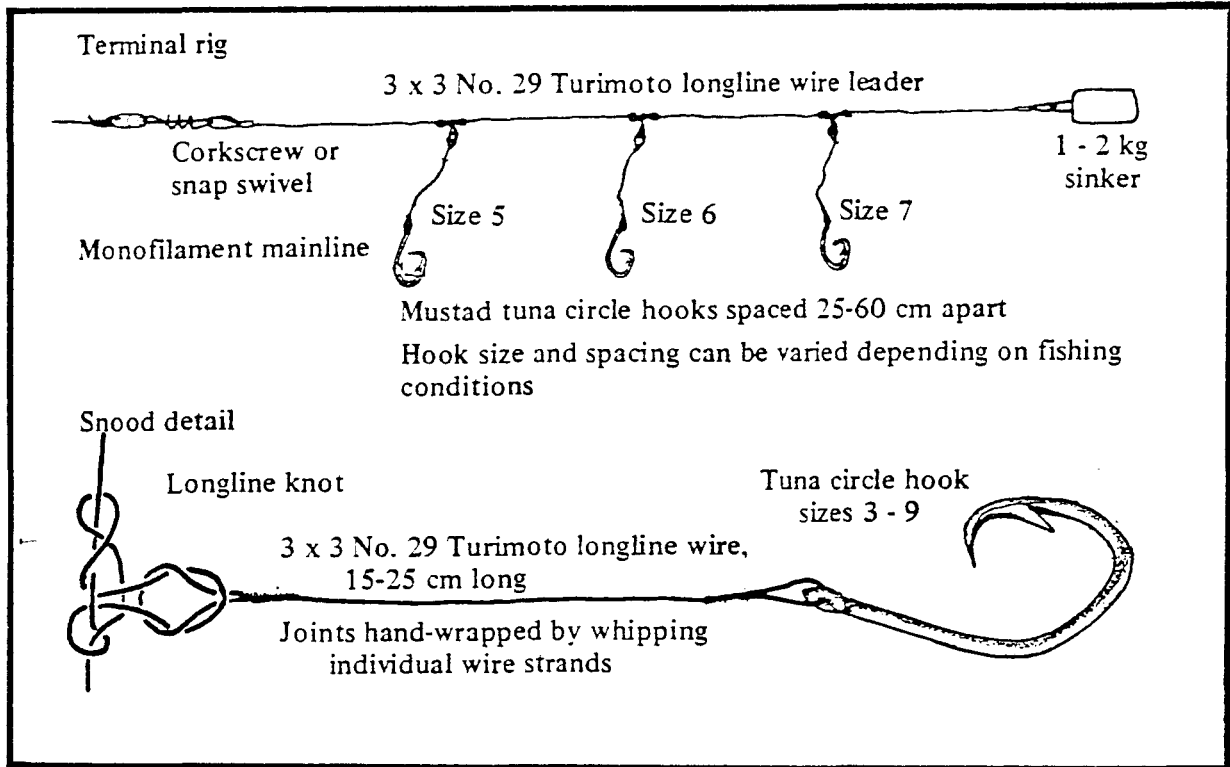 Terminal rig
3 x 3 No. 29 Turimoto longline wire leader
Corkscrew or
snap swivel
1 - 2 kg
sinker
Size 5
Size 6
Size 7
Monofilament mainline
Mustad tuna circle hooks spaced 25-60 cm apart
Hook size and spacing can be varied depending on fishing
conditions
Snood detail
Longline knot
Tuna circle hook
sizes 3 - 9
3 x 3 No. 29 Turimoto longline wire,
15-25 cm long
Joints hand-wrapped by whipping
individual wire strands